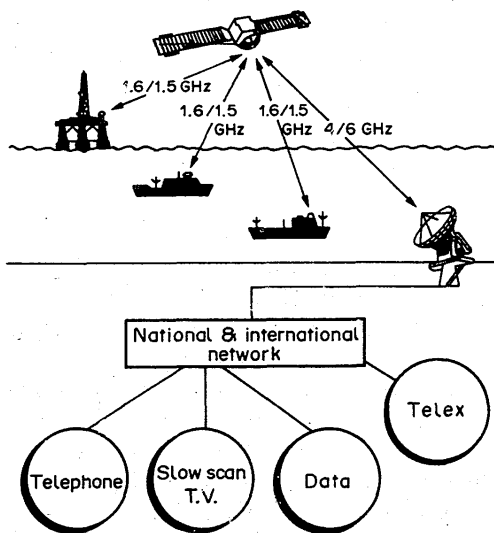 1.6/1.5 GHz
1.6/1.5
GHz
1.6/1.5
GHz
4/6 GHz
National & international
network
Telex
Telephone
Slow scan
T.V.
Data